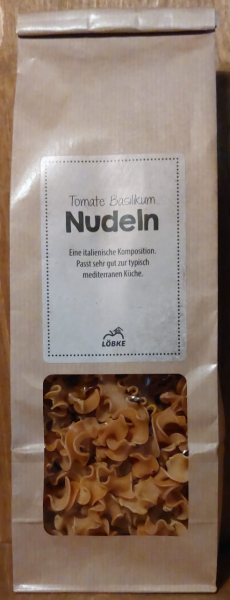 Tomate Basilikum
Nudeln
Eine italienische Komposition.
Passt sehr gut zur typisch
mediterranen Küche.
LÖBKE